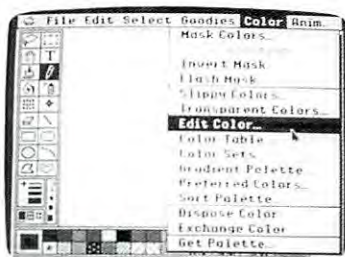 File Edit Select Goodies Color Anim.
Mask Colors...
Invert Mask
Flash Mask
Slippy Colors...
Transparent Colors...
Edit Color...
Color Table
Color Sets
Gradient Palette
Preferred Colors...
Sort Palette
Dispose Color
Exchange Color
Get Palette...
T